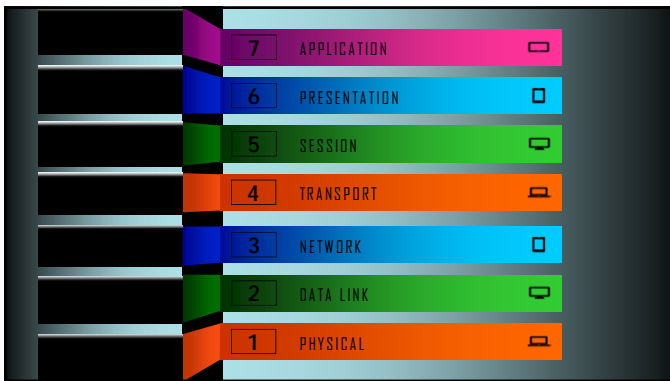 7 APPLICATION
6 PRESENTATION
5 SESSION
4 TRANSPORT
3 NETWORK
2 DATA LINK
1 PHYSICAL